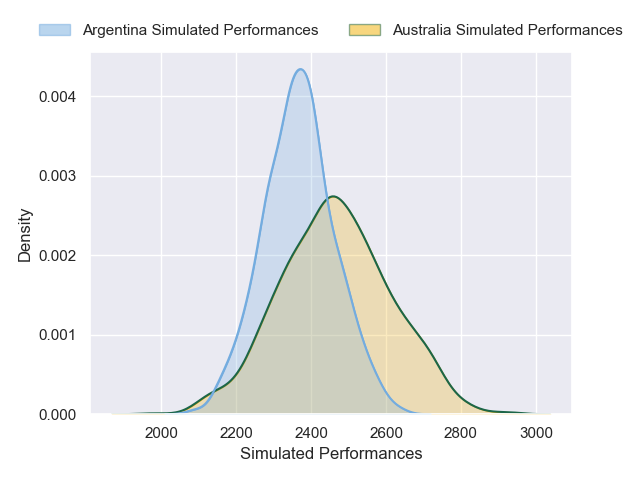 Argentina Simulated Performances Australia Simulated Performances
0.004
0.003
0.002
0.001
0.000
Density
2000 2200 2400 2600 2800 3000
Simulated Performances